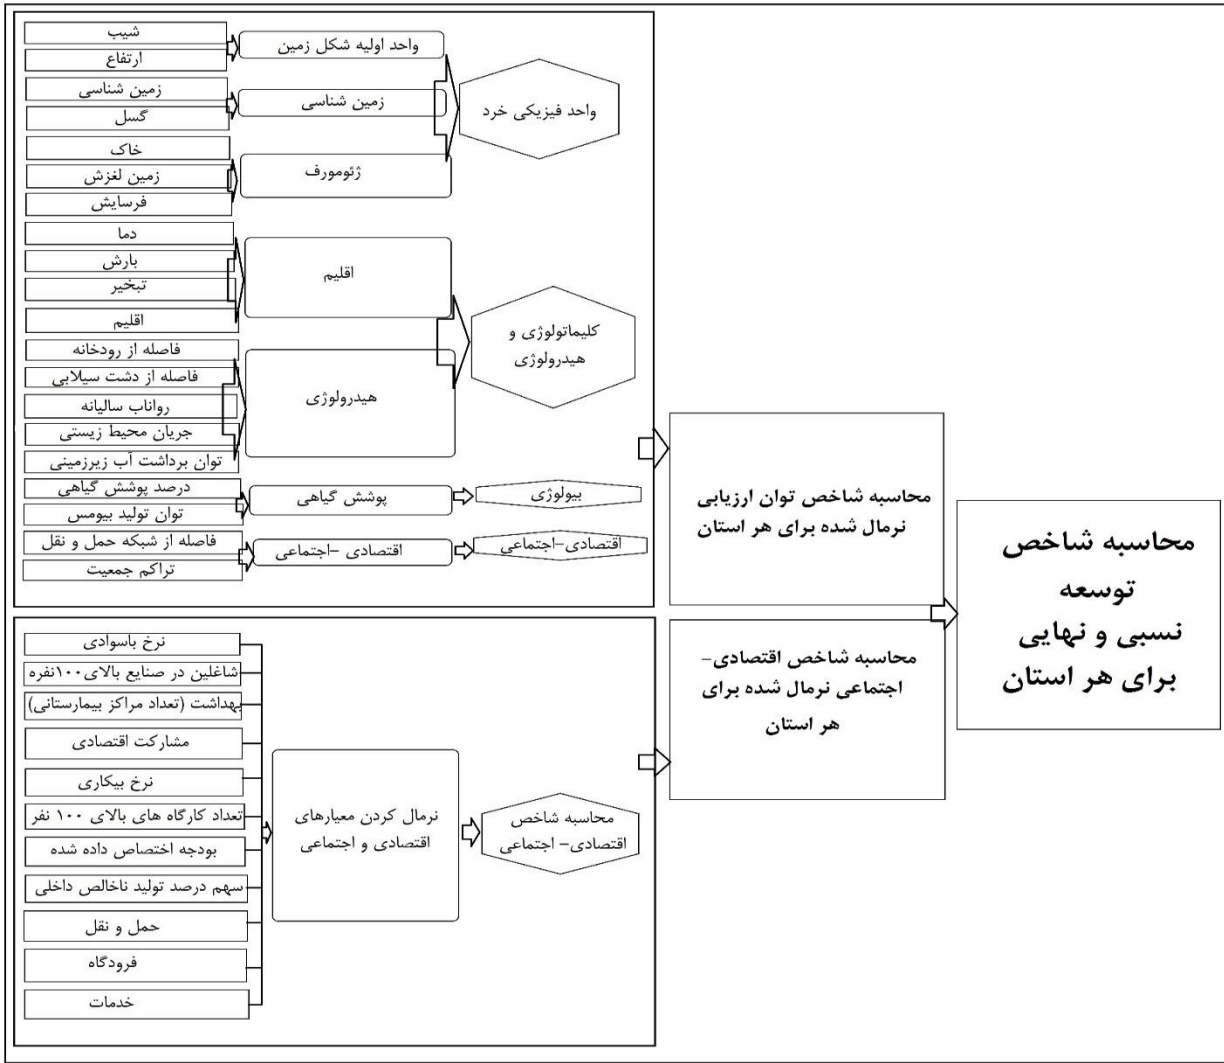 شیب
ارتفاع
واحد اولیه شکل زمین
زمین شناسی
گسل
زمین شناسی
خاک
زمین لغزش
فرسایش
ژئومورف
واحد فیزیکی خرد
دما
بارش
تبخیر
اقلیم
اقلیم
فاصله از رودخانه
فاصله از دشت سیلابی
رواناب سالیانه
جریان محیط زیستی
توان برداشت آب زیرزمینی
هیدرولوژی
کلیماتولوژی و
هیدرولوژی
درصد پوشش گیاهی
توان تولید بیومس
پوشش گیاهی
بیولوژی
فاصله از شبکه حمل و نقل
تراکم جمعیت
اقتصادی –اجتماعی
اقتصادی-اجتماعی
محاسبه شاخص توان ارزیابی
نرمال شده برای هر استان
نرخ باسوادی
شاغلین در صنایع بالای۱۰۰نفره
بهداشت (تعداد مراکز بیمارستانی)
مشارکت اقتصادی
نرخ بیکاری
تعداد کارگاه های بالای ۱۰۰ نفر
بودجه اختصاص داده شده
سهم درصد تولید ناخالص داخلی
حمل و نقل
فرودگاه
خدمات
نرمال کردن معیارهای
اقتصادی و اجتماعی
محاسبه شاخص
اقتصادی– اجتماعی
محاسبه شاخص اقتصادی–
اجتماعی نرمال شده برای
هر استان
محاسبه شاخص
توسعه
نسبی و نهایی
برای هر استان